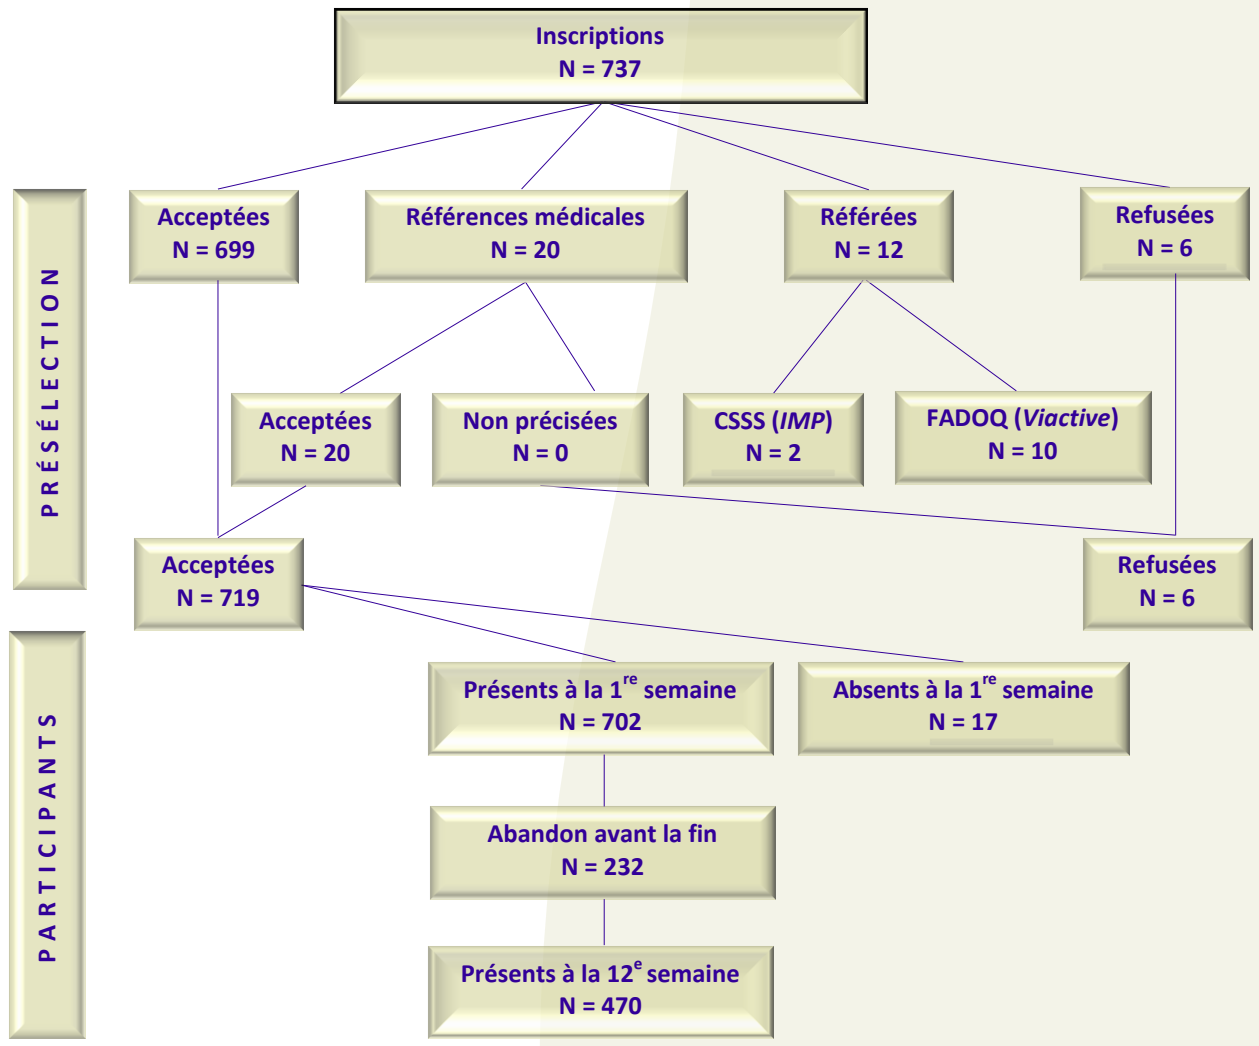 Inscriptions
N = 737
PRÉSÉLECTION
Acceptées
N = 699
Références médicales
N = 20
Référées
N = 12
Refusées
N = 6
Acceptées
N = 20
Non précisées
N = 0
CSSS (IMP)
N = 2
FADOQ (Viactive)
N = 10
Acceptées
N = 719
Refusées
N = 6
PARTICIPANTS
Présents à la 1re semaine
N = 702
Absents à la 1re semaine
N = 17
Abandon avant la fin
N = 232
Présents à la 12e semaine
N = 470